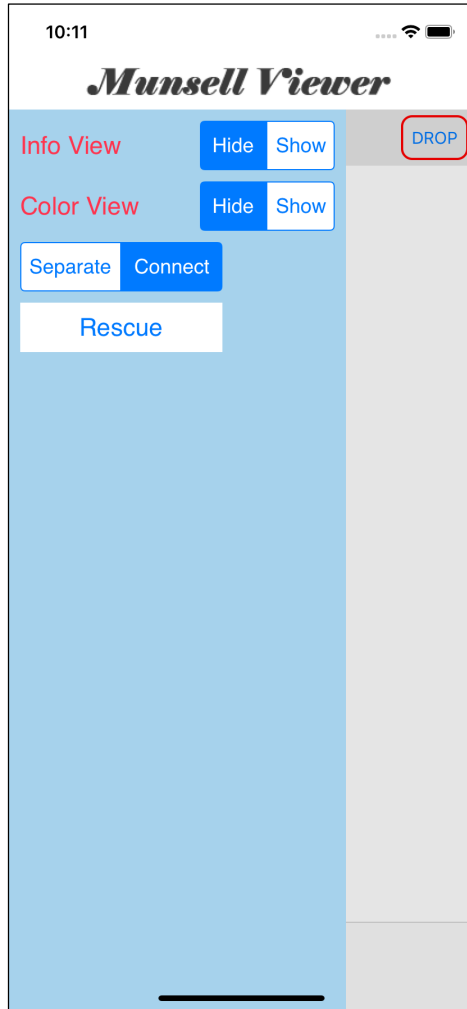 10:11
Munsell Viewer
Info View Hide Show DROP
Color View Hide Show
Separate Connect
Rescue